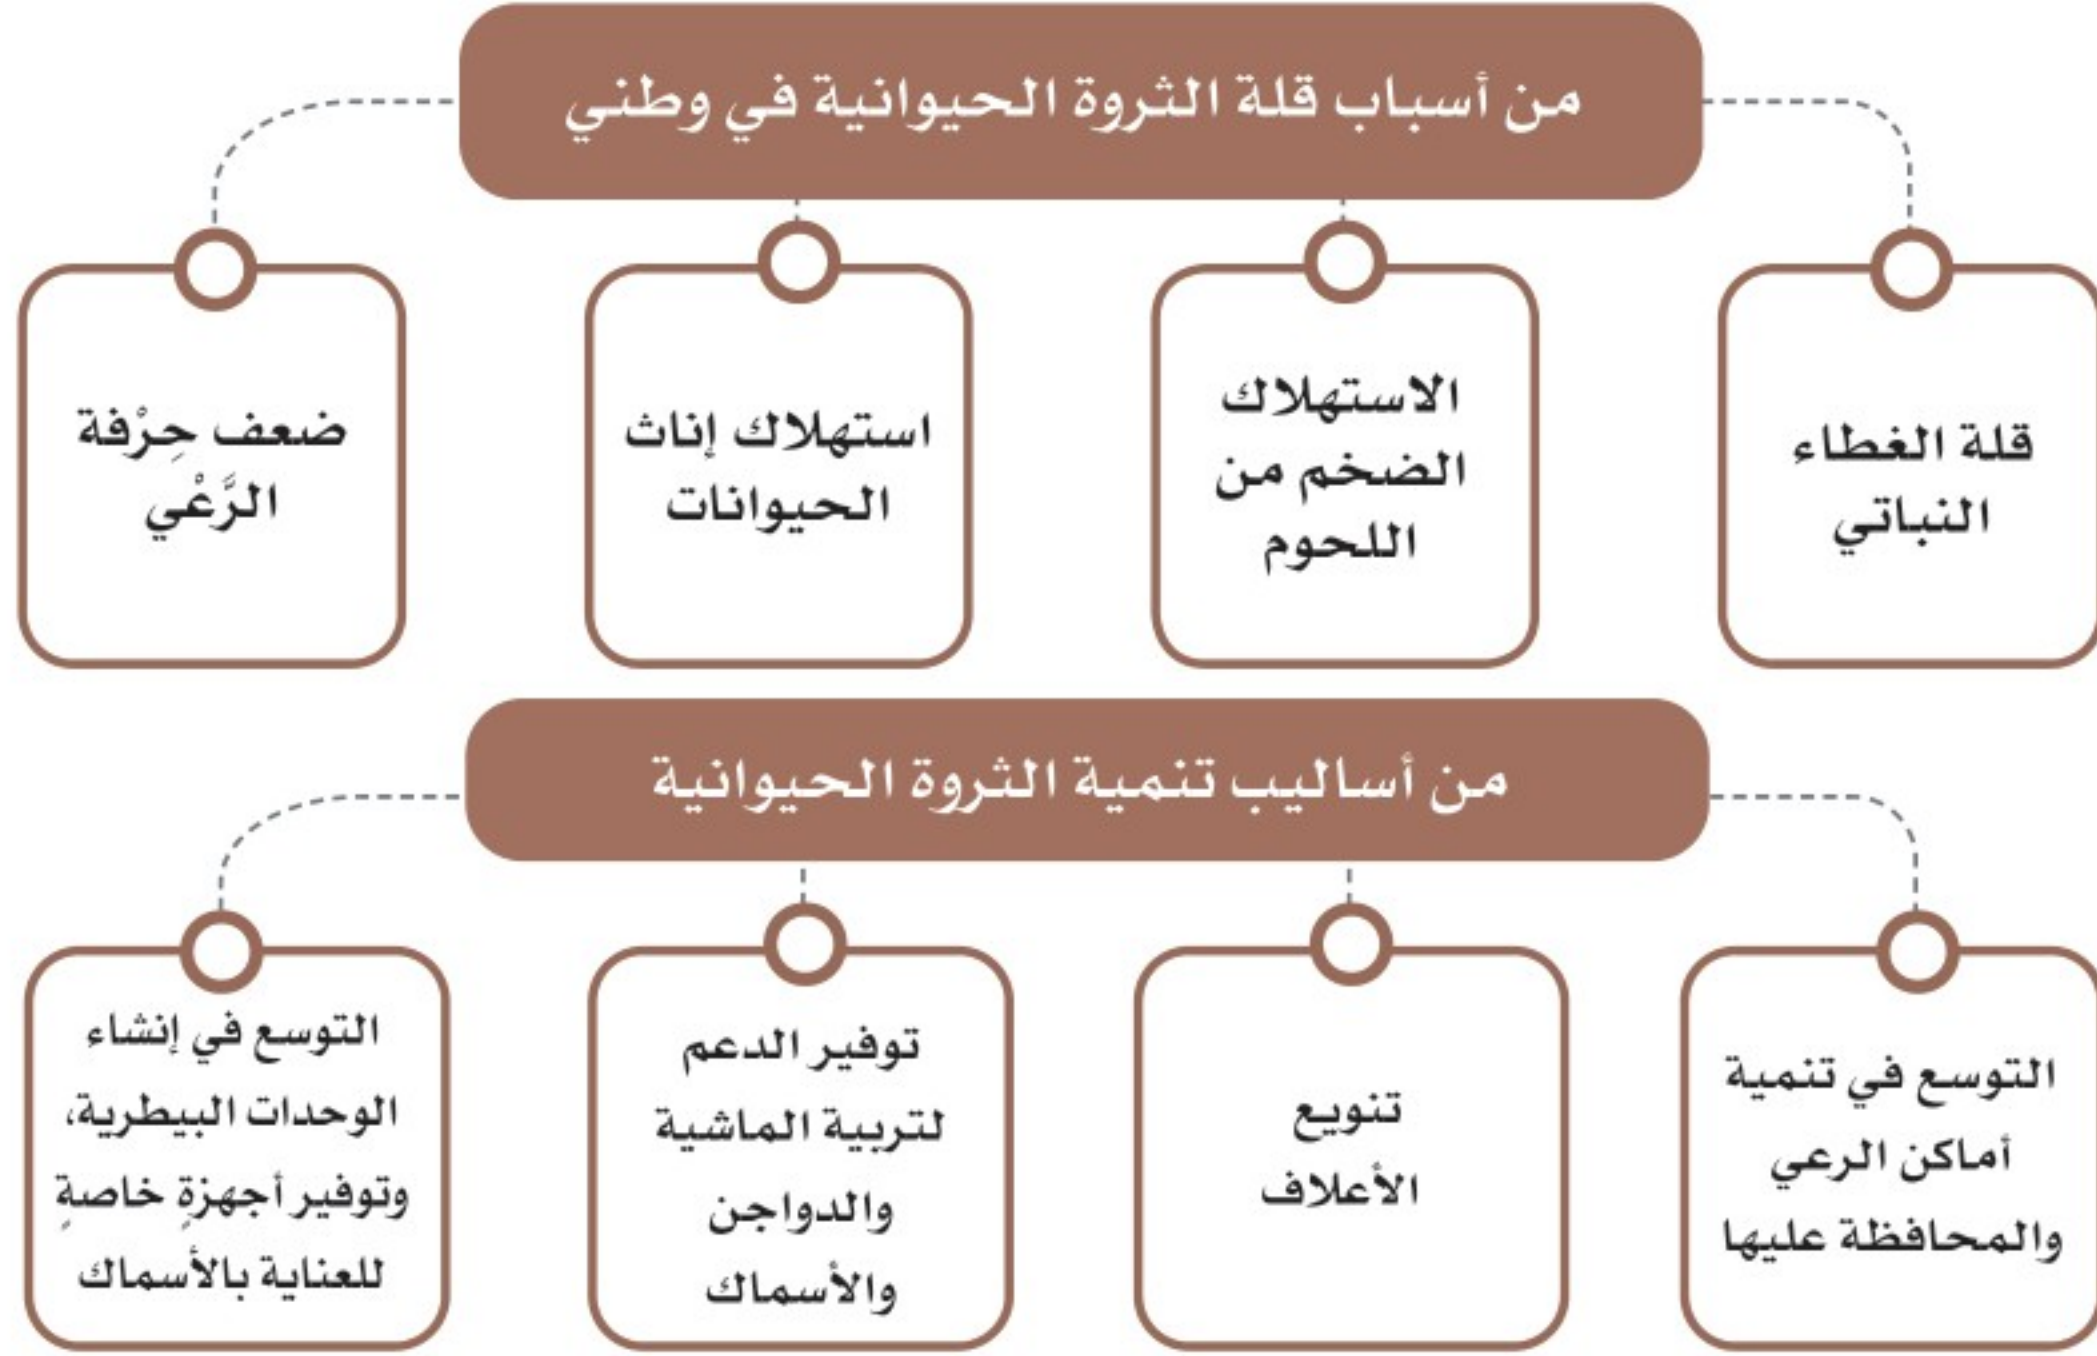 من أسباب قلة الثروة الحيوانية في وطني
قلة الغطاء
النباتي
الاستهلاك
الضخم من
اللحوم
استهلاك إناث
الحيوانات
ضعف حِرْفة
الرَّعْي
من أساليب تنمية الثروة الحيوانية
التوسع في تنمية
أماكن الرعي
والمحافظة عليها
تنويع
الأعلاف
توفير الدعم
لتربية الماشية
والدواجن
والأسماك
التوسع في إنشاء
الوحدات البيطرية،
وتوفير أجهزةٍ خاصةٍ
للعناية بالأسماك